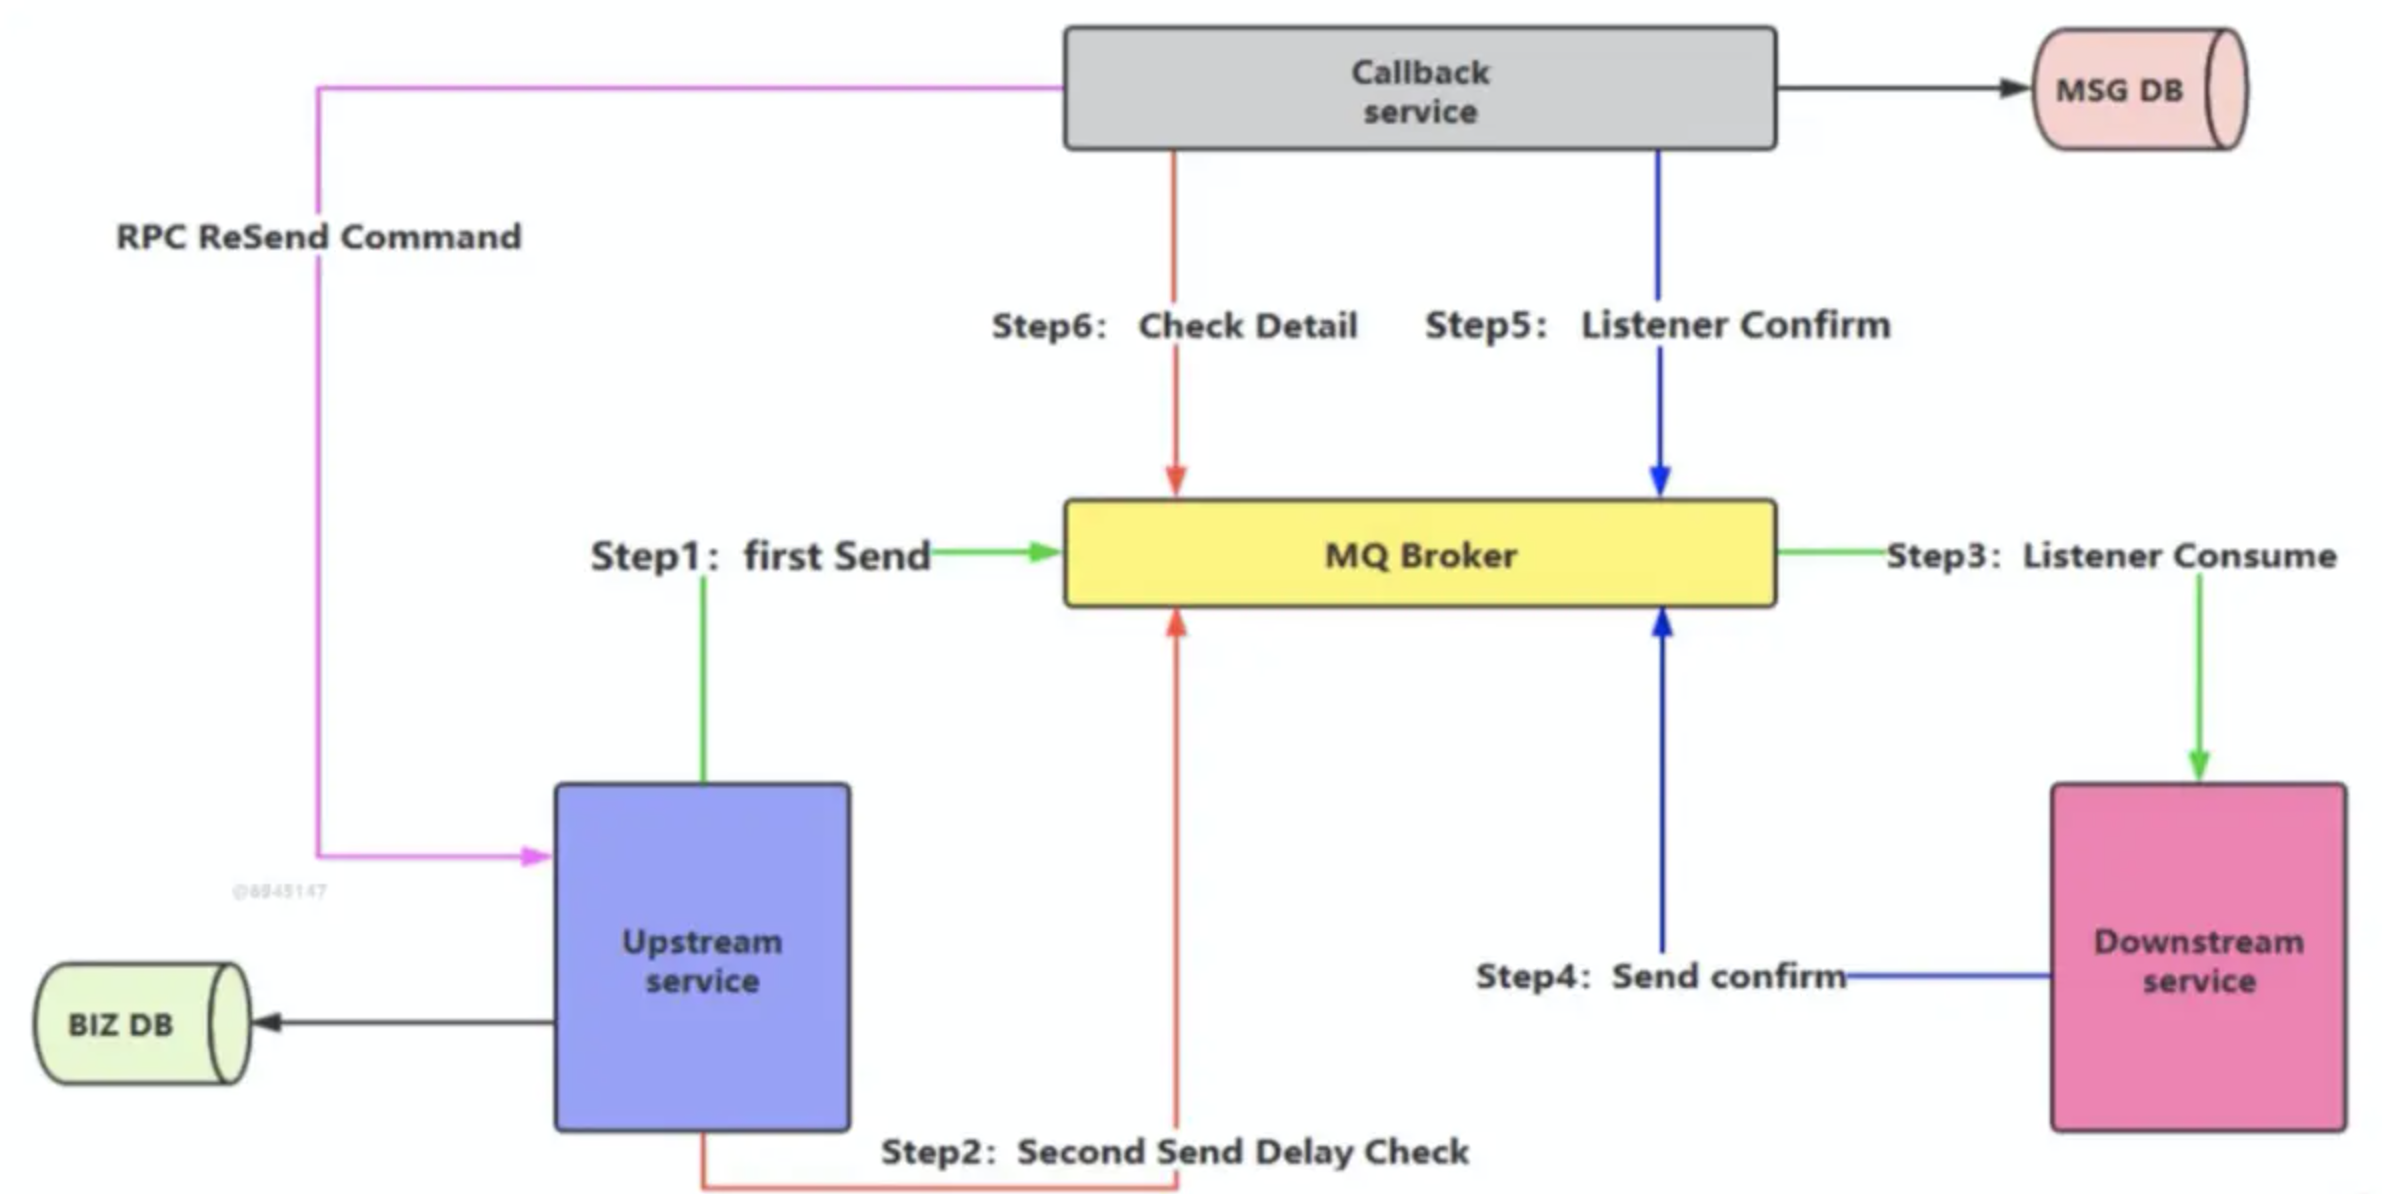 Callback
service
MSG DB
RPC ReSend Command
Step6： Check Detail
Step5： Listener Confirm
Step1：first Send
MQ Broker
Step3：Listener Consume
@6945147
Upstream
service
Downstream
service
Step4：Send confirm
BIZ DB
Step2：Second Send Delay Check